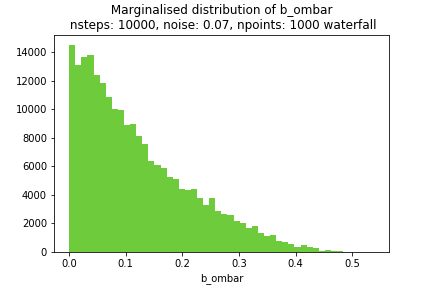 Marginalised distribution of b_ombar
nsteps: 10000, noise: 0.07, npoints: 1000 waterfall
14000
12000
10000
8000
6000
4000
2000
0
0.0 0.1 0.2 0.3 0.4 0.5
b_ombar